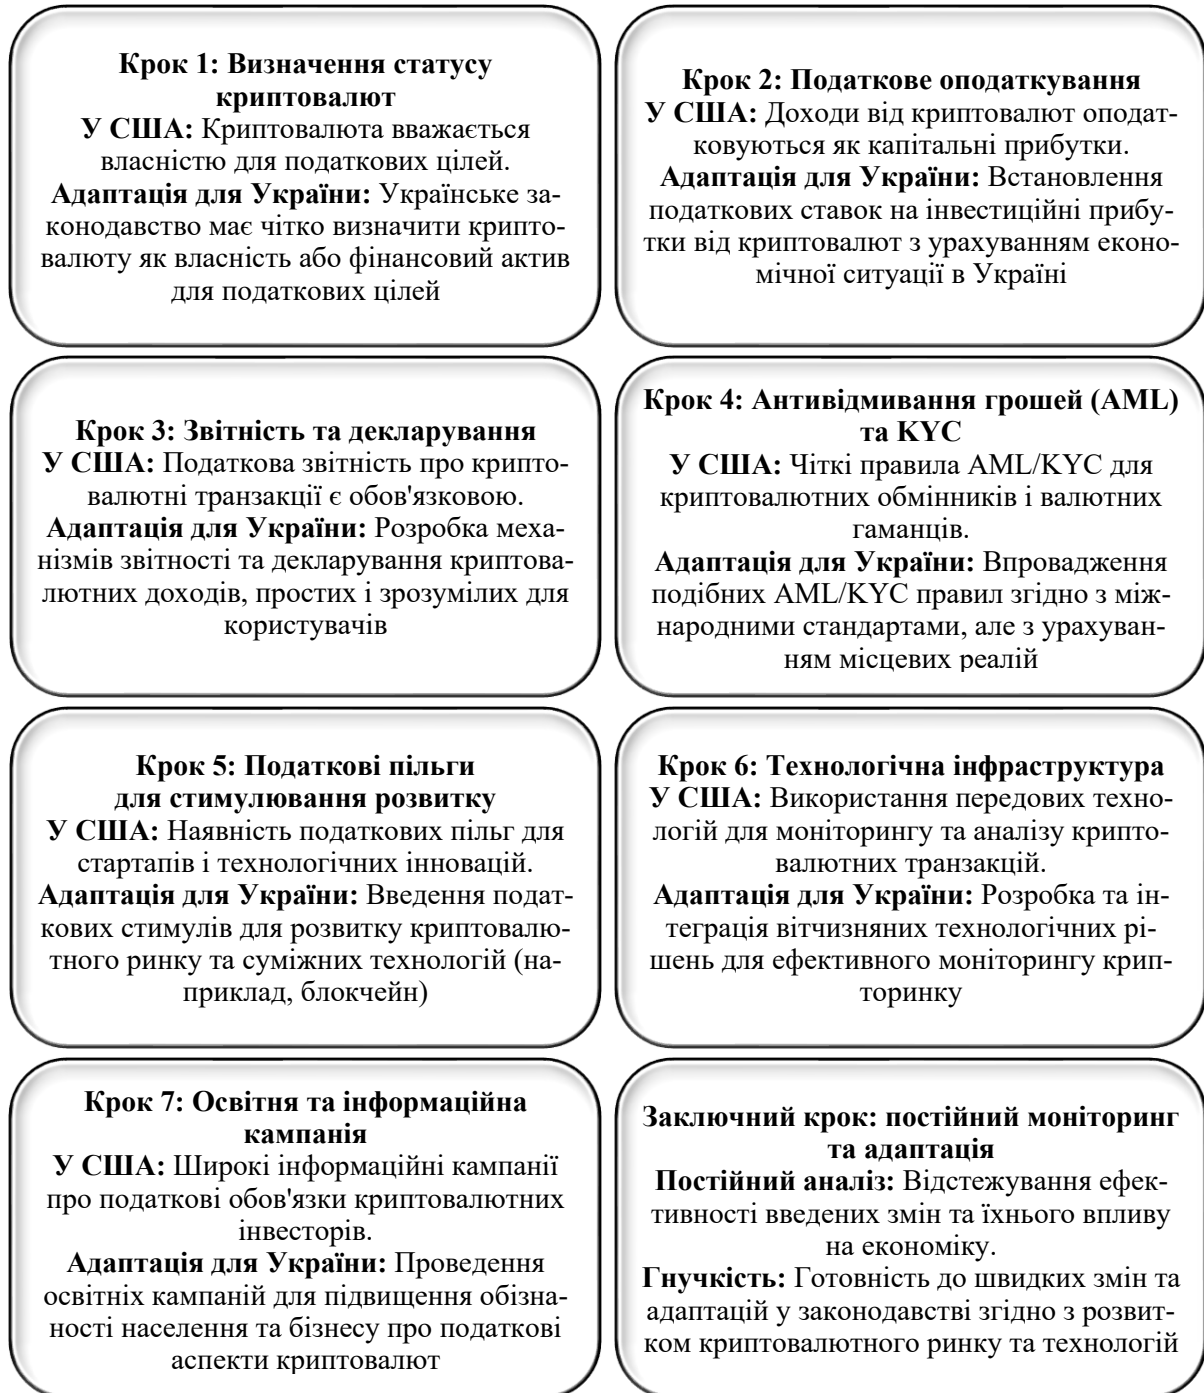 Крок 1: Визначення статусу
криптовалют
У США: Криптовалюта вважається
власністю для податкових цілей.
Адаптація для України: Українське за-
конодавство має чітко визначити крипто-
валюту як власність або фінансовий актив
для податкових цілей
Крок 2: Податкове оподаткування
У США: Доходи від криптовалют оподат-
ковуються як капітальні прибутки.
Адаптація для України: Встановлення
податкових ставок на інвестиційні прибу-
тки від криптовалют з урахуванням еконо-
мічної ситуації в Україні
Крок 3: Звітність та декларування
У США: Податкова звітність про крипто-
валютні транзакції є обов'язковою.
Адаптація для України: Розробка меха-
нізмів звітності та декларування криптова-
лютних доходів, простих і зрозумілих для
користувачів
Крок 4: Антивідмивання грошей (AML)
та KYC
У США: Чіткі правила AML/KYC для
криптовалютних обмінників і валютних
гаманців.
Адаптація для України: Впровадження
подібних AML/KYC правил згідно з між-
народними стандартами, але з урахуван-
ням місцевих реалій
Крок 5: Податкові пільги
для стимулювання розвитку
У США: Наявність податкових пільг для
стартапів і технологічних інновацій.
Адаптація для України: Введення подат-
кових стимулів для розвитку криптовалю-
тного ринку та суміжних технологій (на-
приклад, блокчейн)
Крок 6: Технологічна інфраструктура
У США: Використання передових техно-
логій для моніторингу та аналізу крипто-
валютних транзакцій.
Адаптація для України: Розробка та ін-
теграція вітчизняних технологічних рі-
шень для ефективного моніторингу крип-
торинку
Крок 7: Освітня та інформаційна
кампанія
У США: Широкі інформаційні кампанії
про податкові обов'язки криптовалютних
інвесторів.
Адаптація для України: Проведення
освітніх кампаній для підвищення обізна-
ності населення та бізнесу про податкові
аспекти криптовалют
Заключний крок: постійний моніторинг
та адаптація
Постійний аналіз: Відстежування ефек-
тивності введених змін та їхнього впливу
на економіку.
Гнучкість: Готовність до швидких змін та
адаптацій у законодавстві згідно з розвит-
ком криптовалютного ринку та технологій